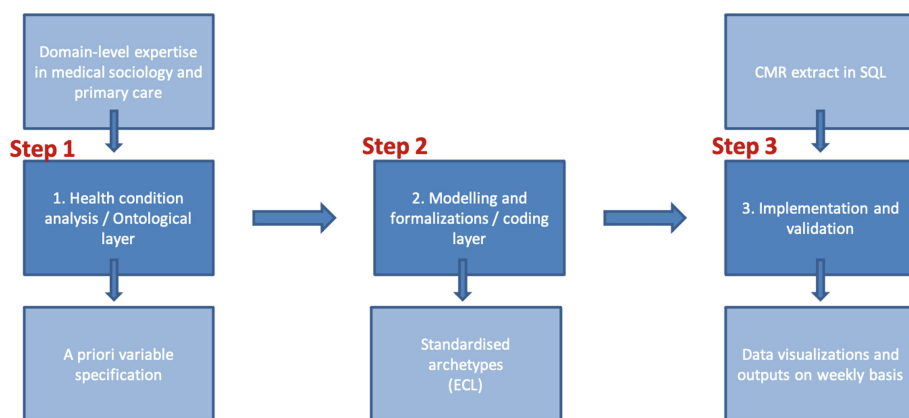 Domain-level expertise
in medical sociology and
primary care
CMR extract in SQL
Step 1
Step 2
Step 3
1. Health condition
analysis / Ontological
layer
2. Modelling and
formalizations / coding
layer
3. Implementation and
validation
A priori variable
specification
Standardised
archetypes
(ECL)
Data visualizations and
outputs on weekly basis